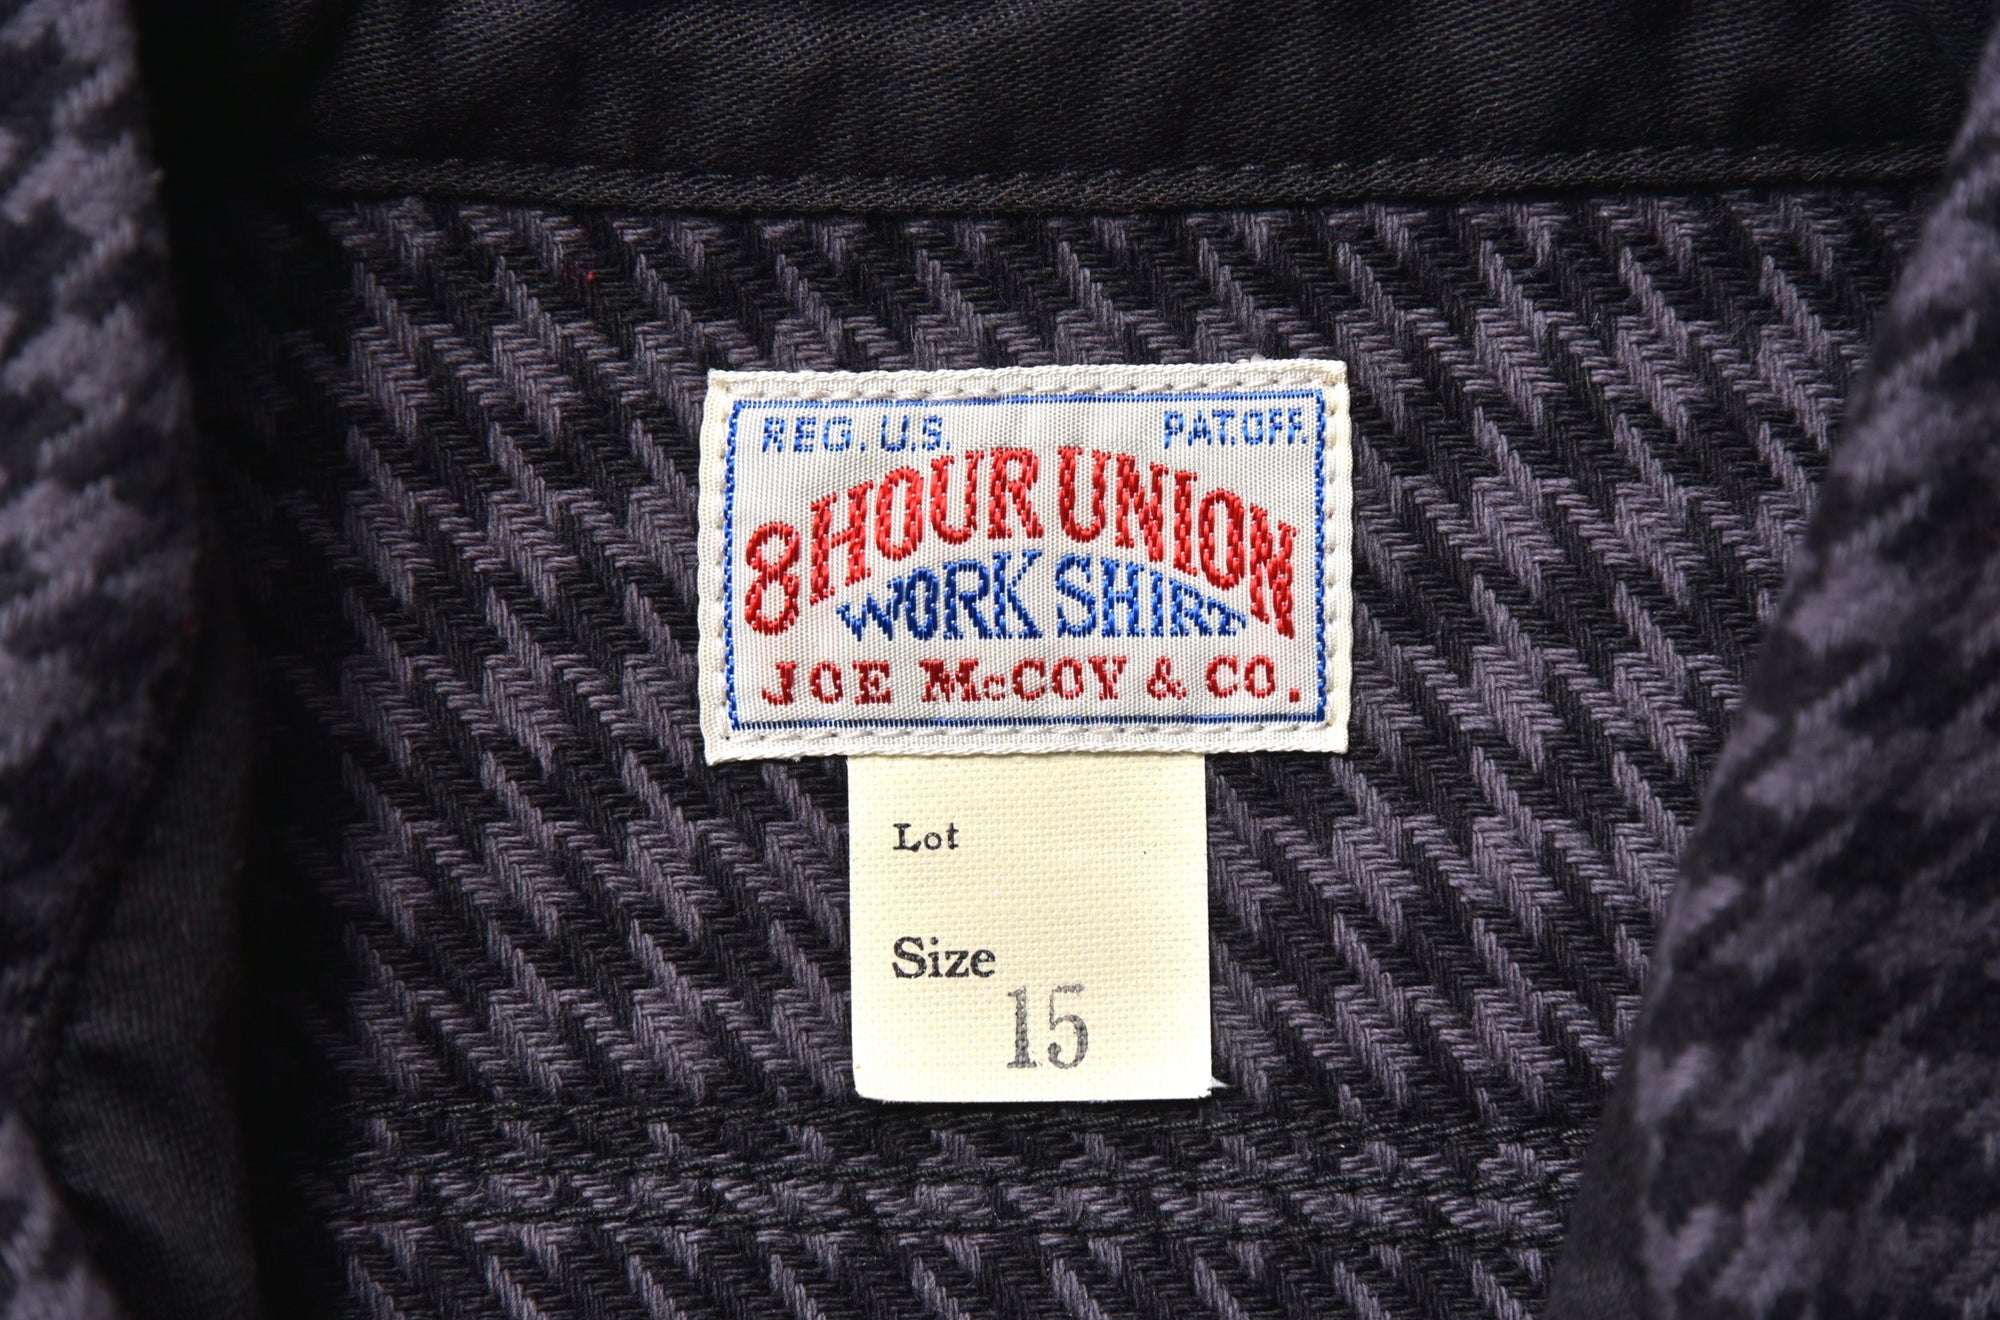 REG. U.S. PAT. OFF.
8 HOUR UNION
WORK SHIRT
JOE McCOY & CO.
Lot
Size
15